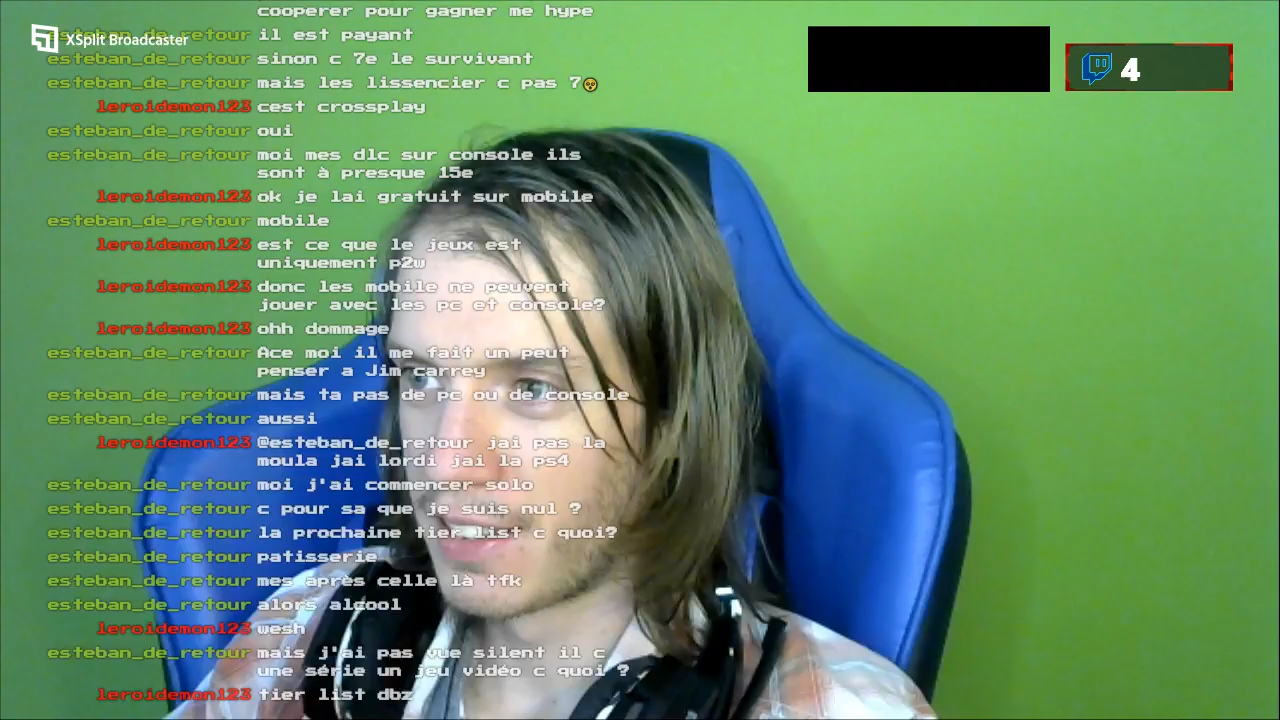 cooperer pour gagner me hype
XSplit Broadcaster
esteban_de_retour il est payant
esteban_de_retour sinon c 7e le survivant
esteban_de_retour mais les lissencier c pas 7
4
leroidemon123 cest crossplay
esteban_de_retour oui
esteban_de_retour moi mes dlc sur console ils
sont à presque 15e
leroidemon123 ok je lai gratuit sur mobile
esteban_de_retour mobile
leroidemon123 est ce que le jeux est
uniquement p2w
leroidemon123 donc les mobile ne peuvent
jouer avec les pc et console?
leroidemon123 ohh dommage
esteban_de_retour Ace moi il me fait un peut
penser a Jim carrey
esteban_de_retour mais ta pas de pc ou de console
esteban_de_retour aussi
leroidemon123 @esteban_de_retour jai pas la
moula jai lordi jai la ps4
esteban_de_retour moi j'ai commencer solo
esteban_de_retour c pour sa que je suis nul ?
esteban_de_retour la prochaine tier list c quoi?
esteban_de_retour patisserie
esteban_de_retour mes après celle là tfk
esteban_de_retour alors alcool
leroidemon123 wesh
esteban_de_retour mais j'ai pas vue silent il c
une série un jeu vidéo c quoi ?
leroidemon123 tier list dbz